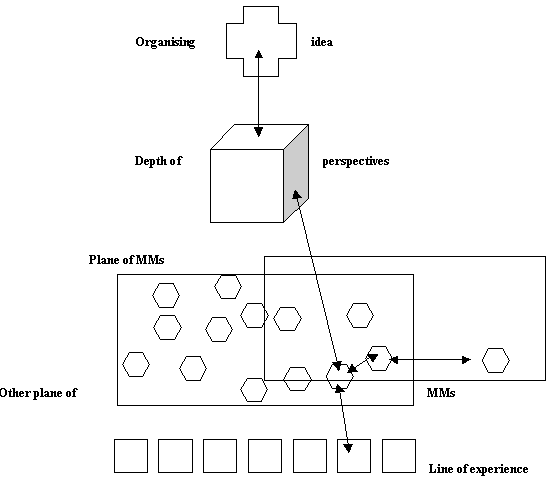 Organising idea
Depth of perspectives
Plane of MMs
Other plane of MMs
Line of experience